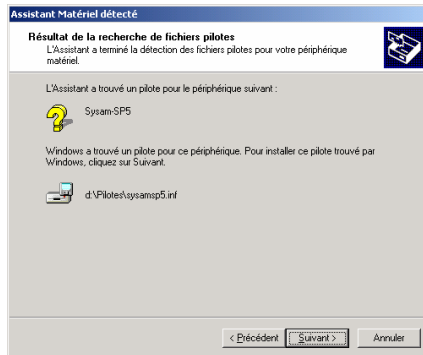 Assistant Matériel détecté
Résultat de la recherche de fichiers pilotes
L'Assistant a terminé la détection des fichiers pilotes pour votre périphérique
matériel.
L'Assistant a trouvé un pilote pour le périphérique suivant :
Sysam-SP5
Windows a trouvé un pilote pour ce périphérique. Pour installer ce pilote trouvé par
Windows, cliquez sur Suivant.
d:\Pilotes\sysamsp5.inf
< Précédent Suivant > Annuler